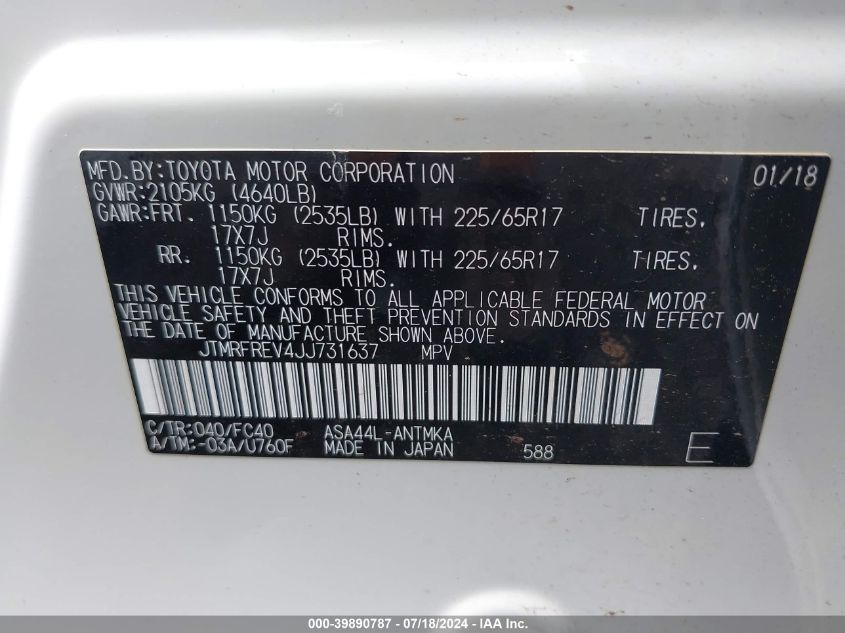 MFD.BY:TOYOTA MOTOR CORPORATION 01/18
GVWR:2105KG (4640LB)
GAWR:FRT. 1150KG (2535LB) WITH 225/65R17 TIRES,
17X7J RIMS.
RR. 1150KG (2535LB) WITH 225/65R17 TIRES,
17X7J RIMS.
THIS VEHICLE CONFORMS TO ALL APPLICABLE FEDERAL MOTOR
VEHICLE SAFETY AND THEFT PREVENTION STANDARDS IN EFFECT ON
THE DATE OF MANUFACTURE SHOWN ABOVE.
JTMRFREV4JJ731637 MPV
C/TR:040/FC40 ASA44L-ANTMKA
A/TM:-03A/U760F MADE IN JAPAN 588 E
000-39890787 - 07/18/2024 - IAA Inc.